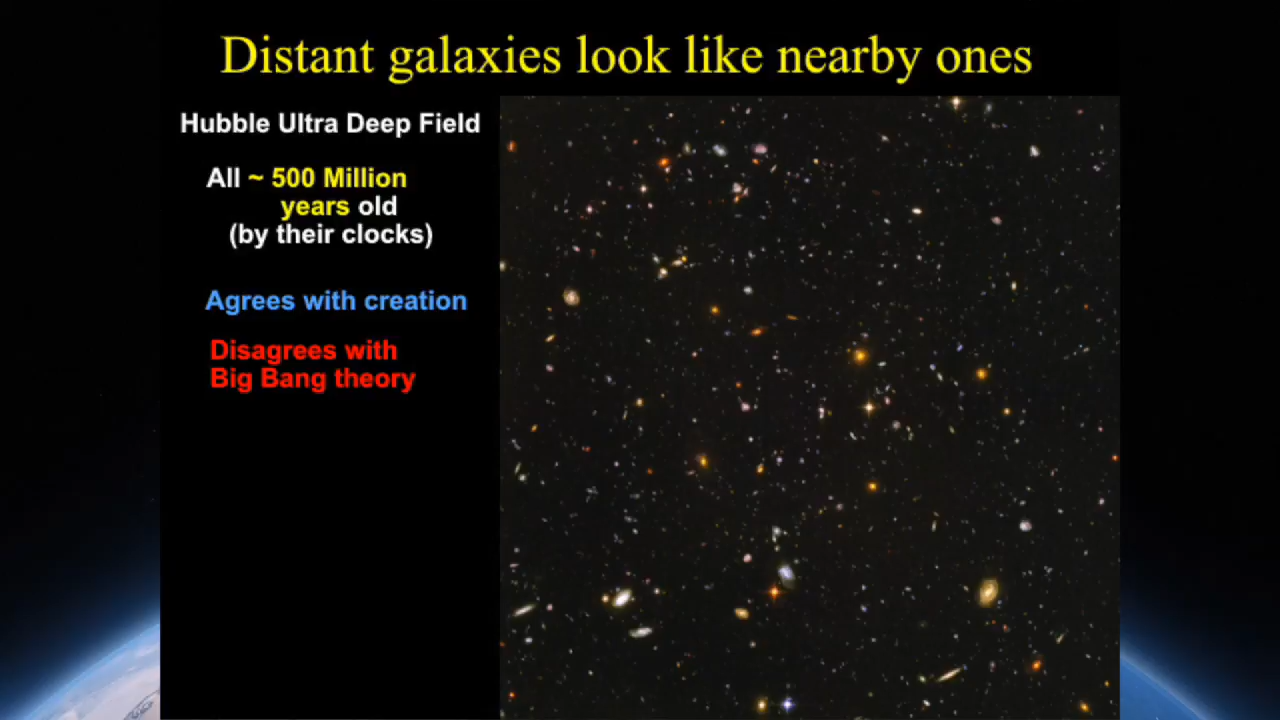 Distant galaxies look like nearby ones
Hubble Ultra Deep Field
All ~ 500 Million
years old
(by their clocks)
Agrees with creation
Disagrees with
Big Bang theory